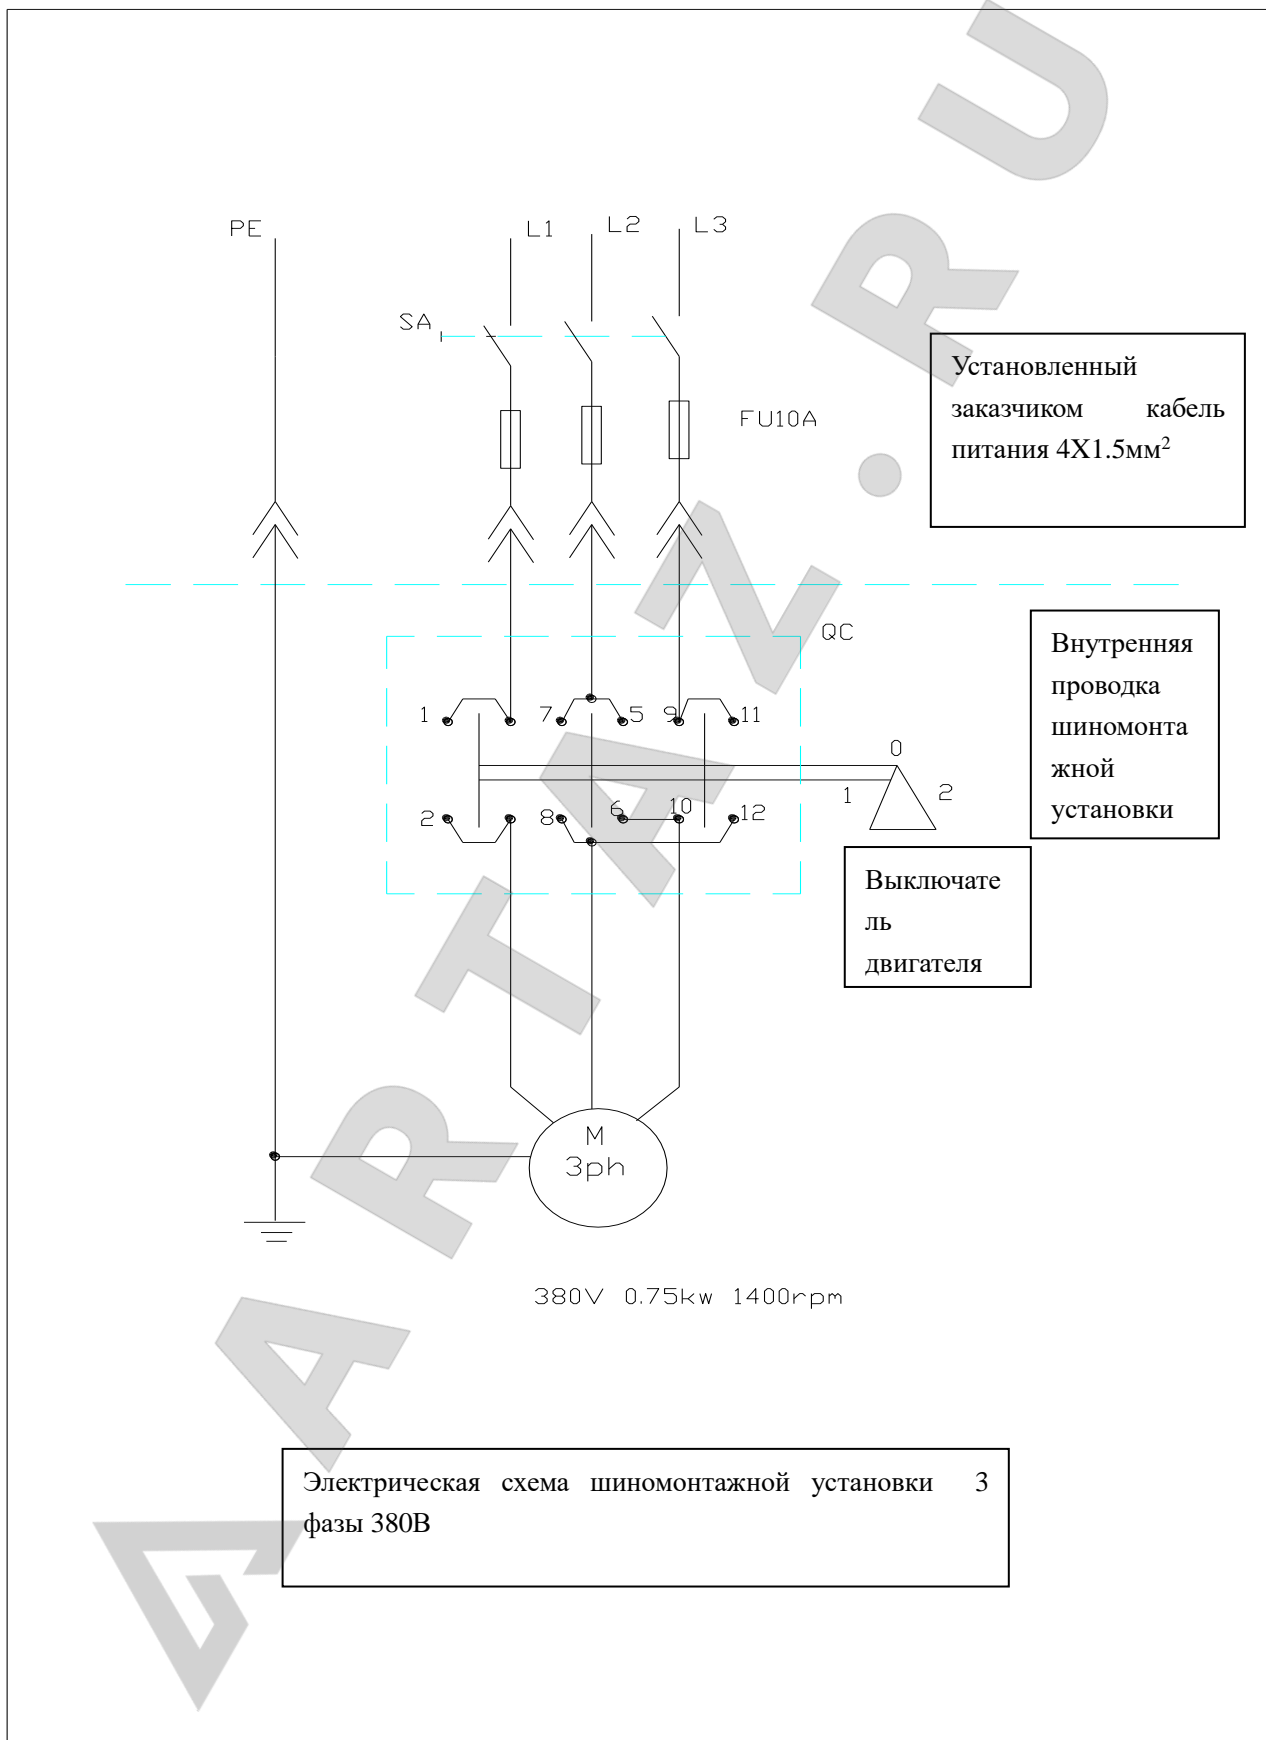 PE
L1
L2
L3
SA
FU10A
Установленный
заказчиком кабель
питания 4X1.5мм²
QC
Внутренняя
проводка
шиномонта
жной
установки
1
7
5
9
11
0
1
2
2
8
6
10
12
Выключате
ль
двигателя
M
3ph
380V 0.75kw 1400rpm
Электрическая схема шиномонтажной установки 3
фазы 380В
ARTAZ.RU